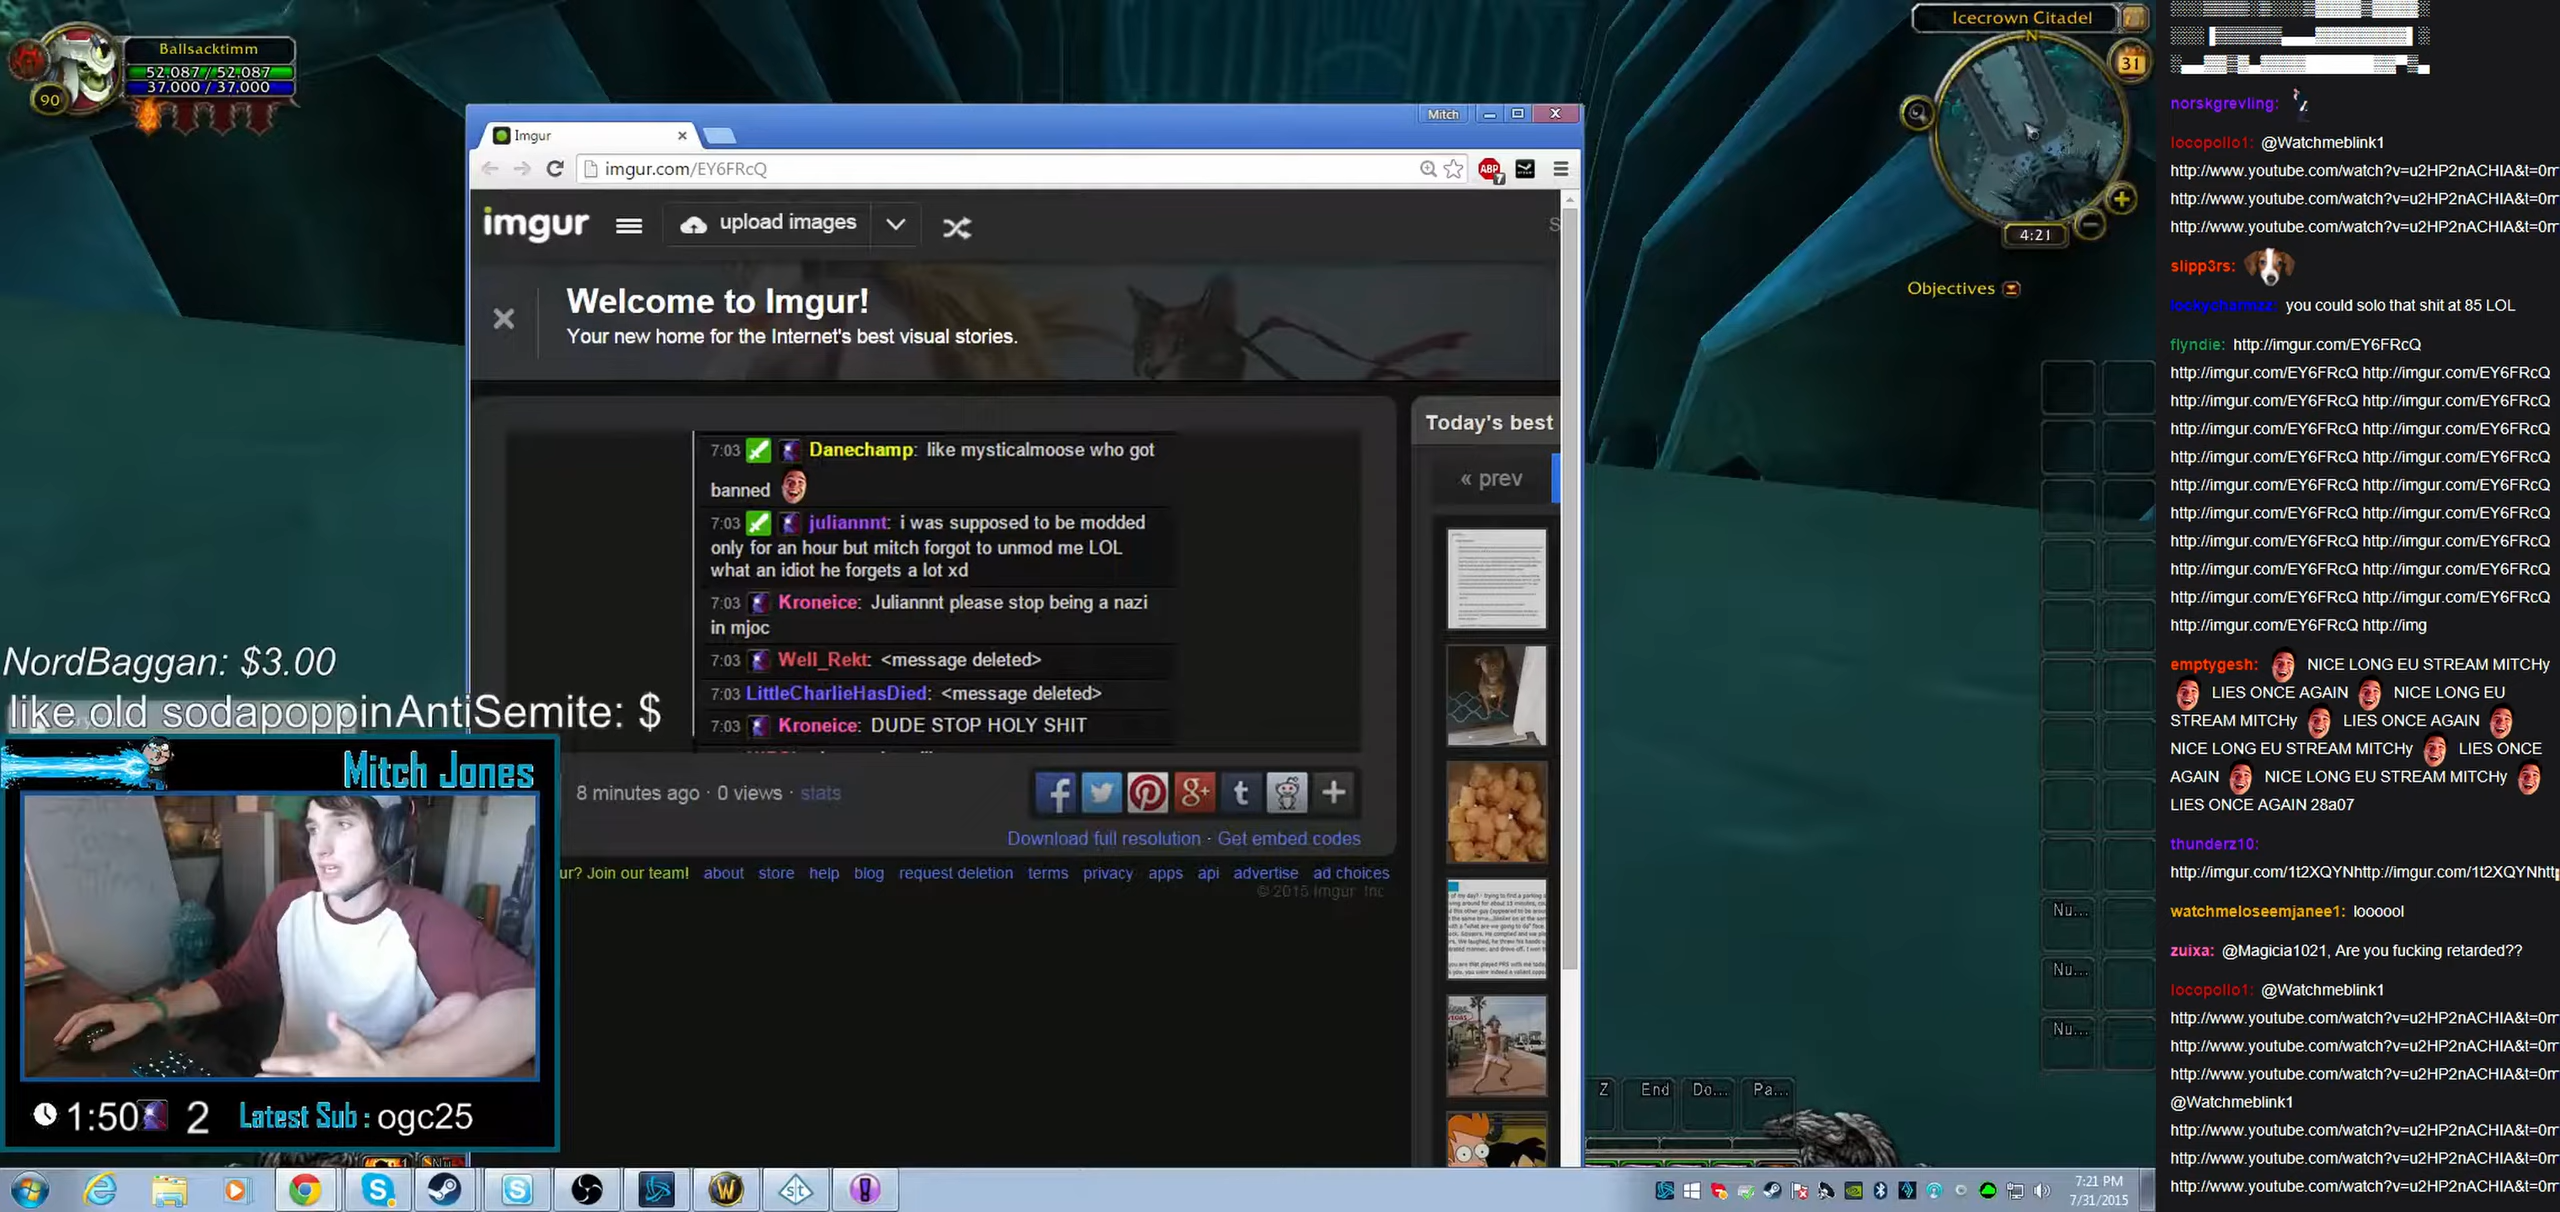 Ballsacktimm
52,087 / 52,087
37,000 / 37,000
90
Icecrown Citadel
N
31
4:21
Objectives
Mitch
Imgur
imgur.com/EY6FRcQ
ABP
7
imgur
upload images
Welcome to Imgur!
Your new home for the Internet's best visual stories.
7:03 Danechamp: like mysticalmoose who got
banned
7:03 juliannnt: i was supposed to be modded
only for an hour but mitch forgot to unmod me LOL
what an idiot he forgets a lot xd
7:03 Kroneice: Juliannnt please stop being a nazi
in mjoc
7:03 Well_Rekt: <message deleted>
7:03 LittleCharlieHasDied: <message deleted>
7:03 Kroneice: DUDE STOP HOLY SHIT
8 minutes ago · 0 views · stats
Download full resolution · Get embed codes
ur? Join our team! about store help blog request deletion terms privacy apps api advertise ad choices
© 2015 Imgur, Inc
Today's best
« prev
NordBaggan: $3.00
like old sodapoppinAntiSemite: $
Mitch Jones
1:50 2 Latest Sub : ogc25
Nu...
Nu...
Nu...
Z End Do... Pa...
7:21 PM
7/31/2015
norskgrevling:
locopollo1: @Watchmeblink1
http://www.youtube.com/watch?v=u2HP2nACHIA&t=0m
http://www.youtube.com/watch?v=u2HP2nACHIA&t=0m
http://www.youtube.com/watch?v=u2HP2nACHIA&t=0m
slipp3rs:
lockycharmzz: you could solo that shit at 85 LOL
flyndie: http://imgur.com/EY6FRcQ
http://imgur.com/EY6FRcQ http://imgur.com/EY6FRcQ
http://imgur.com/EY6FRcQ http://imgur.com/EY6FRcQ
http://imgur.com/EY6FRcQ http://imgur.com/EY6FRcQ
http://imgur.com/EY6FRcQ http://imgur.com/EY6FRcQ
http://imgur.com/EY6FRcQ http://imgur.com/EY6FRcQ
http://imgur.com/EY6FRcQ http://imgur.com/EY6FRcQ
http://imgur.com/EY6FRcQ http://imgur.com/EY6FRcQ
http://imgur.com/EY6FRcQ http://imgur.com/EY6FRcQ
http://imgur.com/EY6FRcQ http://imgur.com/EY6FRcQ
http://imgur.com/EY6FRcQ http://img
emptygesh: NICE LONG EU STREAM MITCHy
LIES ONCE AGAIN NICE LONG EU
STREAM MITCHy LIES ONCE AGAIN
NICE LONG EU STREAM MITCHy LIES ONCE
AGAIN NICE LONG EU STREAM MITCHy
LIES ONCE AGAIN 28a07
thunderz10:
http://imgur.com/1t2XQYNhttp://imgur.com/1t2XQYNhttp
watchmeloseemjanee1: loooool
zuixa: @Magicia1021, Are you fucking retarded??
locopollo1: @Watchmeblink1
http://www.youtube.com/watch?v=u2HP2nACHIA&t=0m
http://www.youtube.com/watch?v=u2HP2nACHIA&t=0m
http://www.youtube.com/watch?v=u2HP2nACHIA&t=0m
@Watchmeblink1
http://www.youtube.com/watch?v=u2HP2nACHIA&t=0m
http://www.youtube.com/watch?v=u2HP2nACHIA&t=0m
http://www.youtube.com/watch?v=u2HP2nACHIA&t=0m